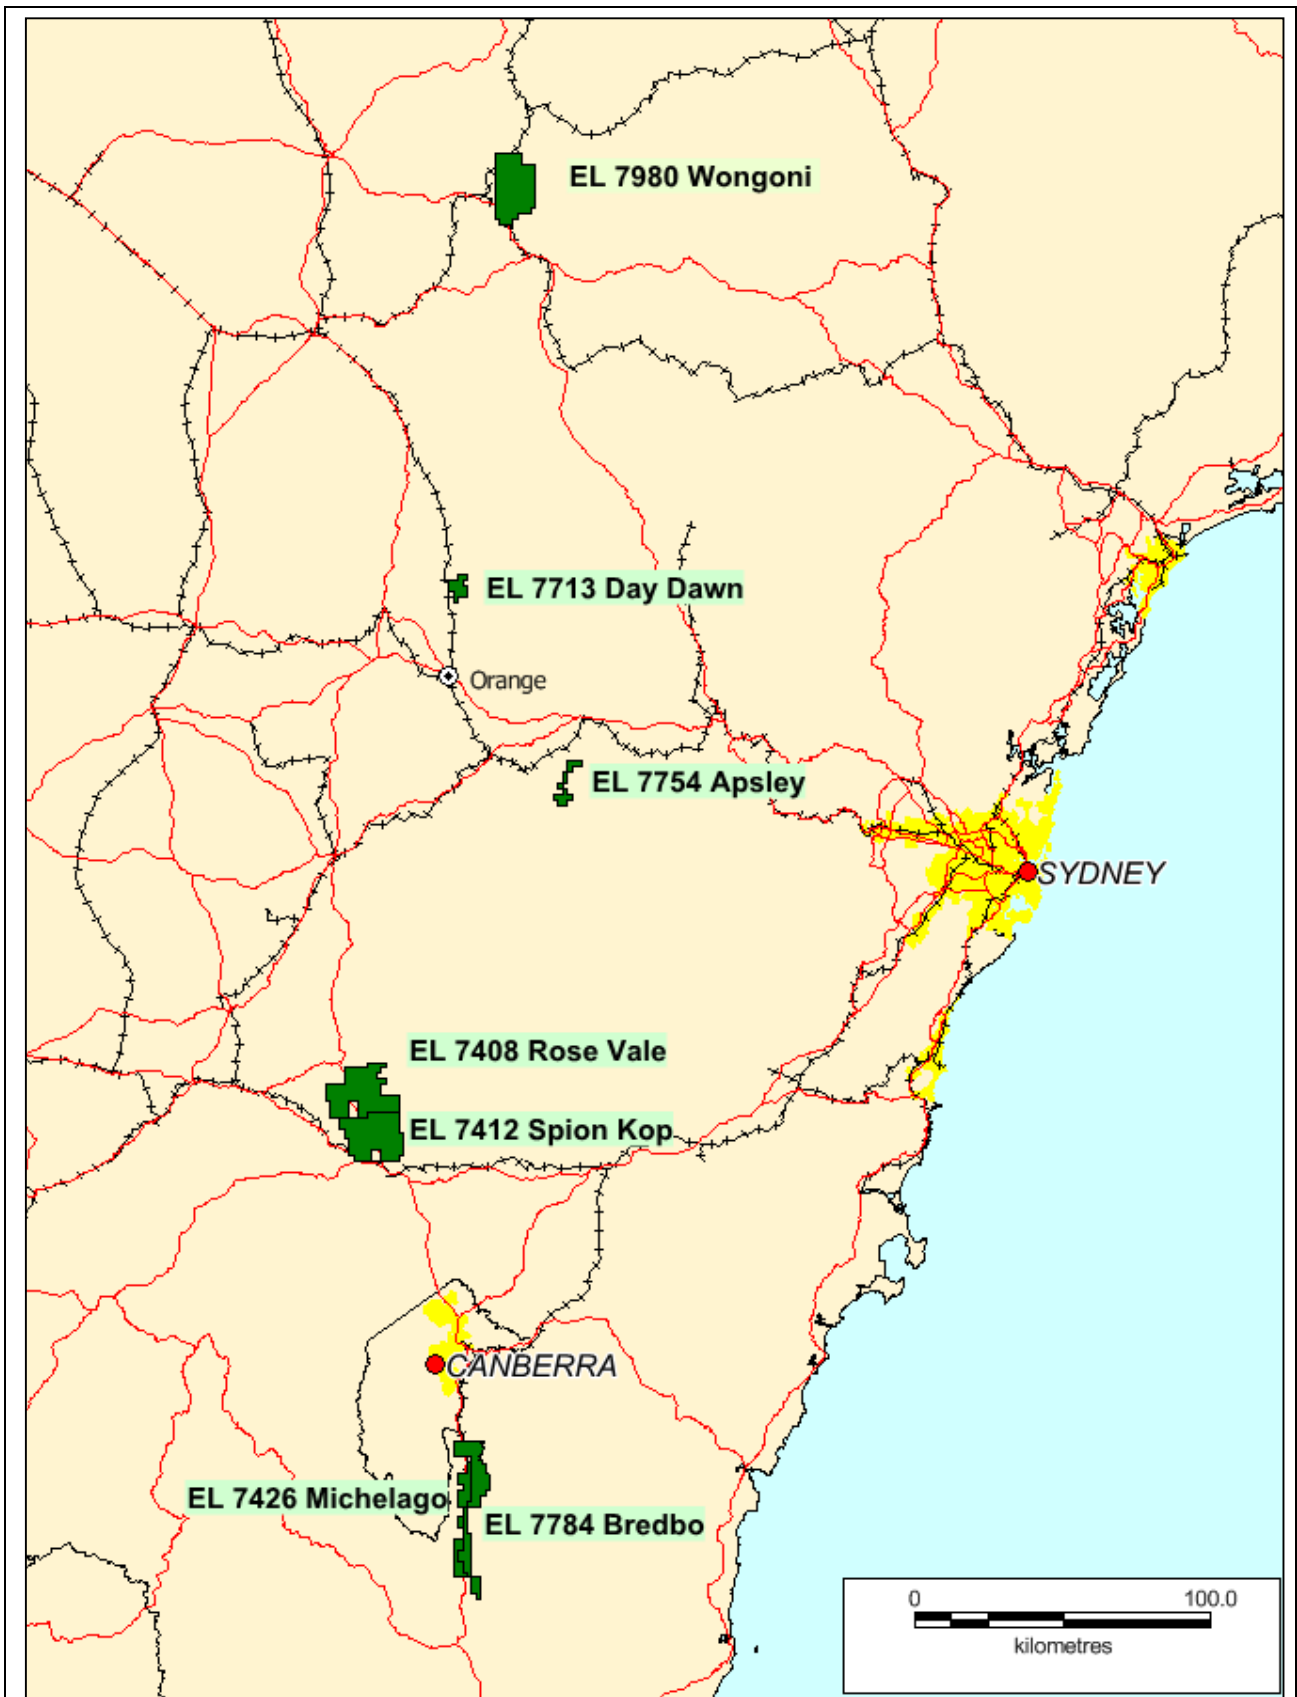 EL 7980 Wongoni
EL 7713 Day Dawn
Orange
EL 7754 Apsley
SYDNEY
EL 7408 Rose Vale
EL 7412 Spion Kop
CANBERRA
EL 7426 Michelago
EL 7784 Bredbo
0 100.0
kilometres